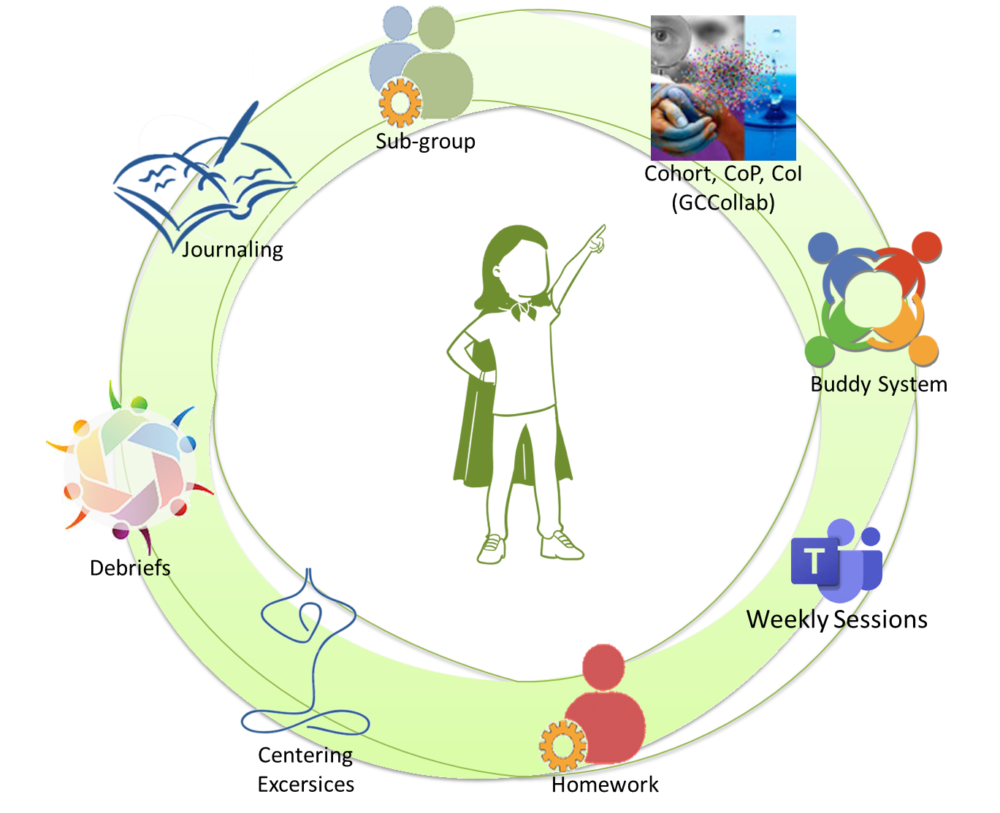 Sub-group
Cohort, CoP, CoI
(GCCollab)
Journaling
Buddy System
Debriefs
T
Weekly Sessions
Centering
Excersices
Homework